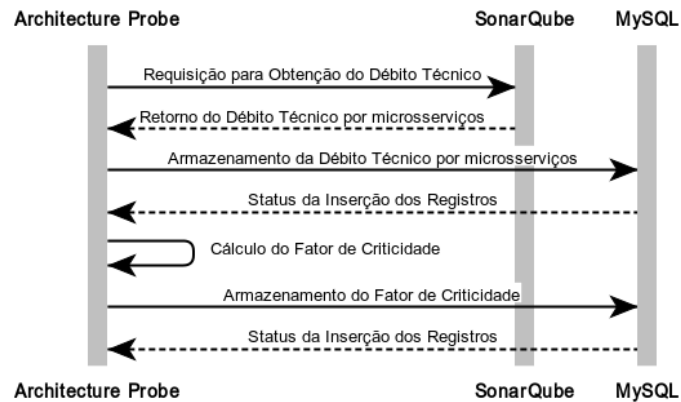 Architecture Probe SonarQube MySQL
Requisição para Obtenção do Débito Técnico
Retorno do Débito Técnico por microsserviços
Armazenamento da Débito Técnico por microsserviços
Status da Inserção dos Registros
Cálculo do Fator de Criticidade
Armazenamento do Fator de Criticidade
Status da Inserção dos Registros
Architecture Probe SonarQube MySQL